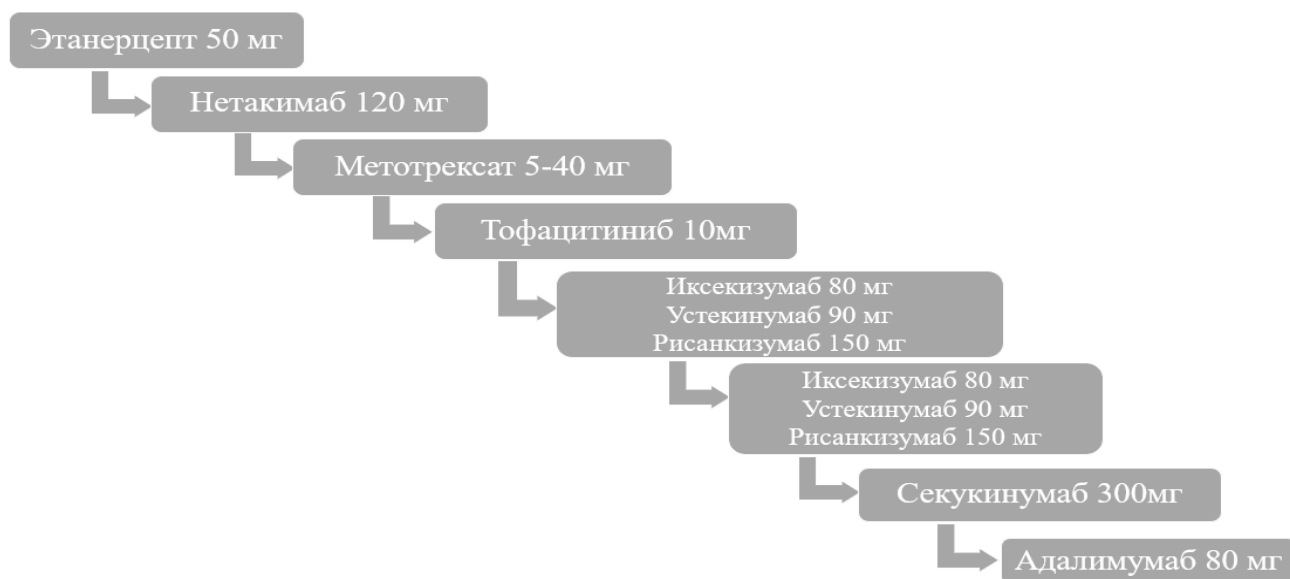 Этанерцепт 50 мг
Нетакимаб 120 мг
Метотрексат 5-40 мг
Тофацитиниб 10мг
Иксекизумаб 80 мг
Устекинумаб 90 мг
Рисанкизумаб 150 мг
Иксекизумаб 80 мг
Устекинумаб 90 мг
Рисанкизумаб 150 мг
Секукинумаб 300мг
Адалимумаб 80 мг